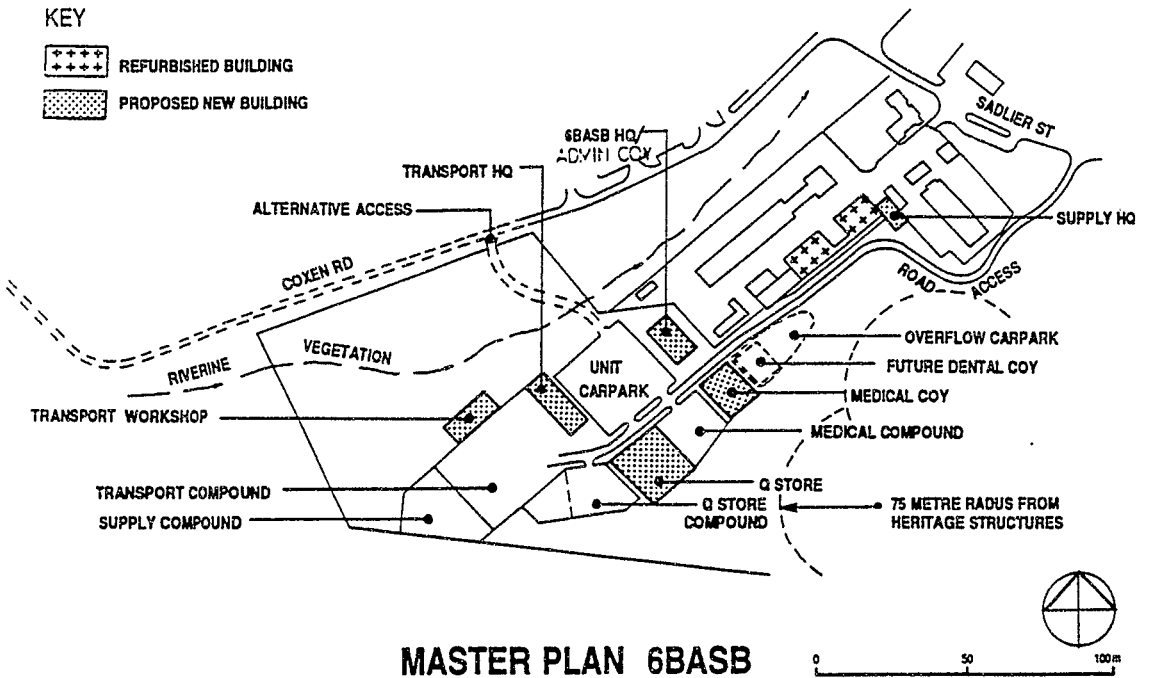 KEY
REFURBISHED BUILDING
PROPOSED NEW BUILDING
SADLIER ST
6BASB HQ/
ADMIN COY
TRANSPORT HQ
ALTERNATIVE ACCESS
SUPPLY HQ
COXEN RD
ROAD ACCESS
RIVERINE VEGETATION
OVERFLOW CARPARK
UNIT
CARPARK
FUTURE DENTAL COY
MEDICAL COY
TRANSPORT WORKSHOP
MEDICAL COMPOUND
Q STORE
TRANSPORT COMPOUND
SUPPLY COMPOUND
Q STORE
COMPOUND
75 METRE RADUS FROM
HERITAGE STRUCTURES
MASTER PLAN 6BASB
0 50 100m